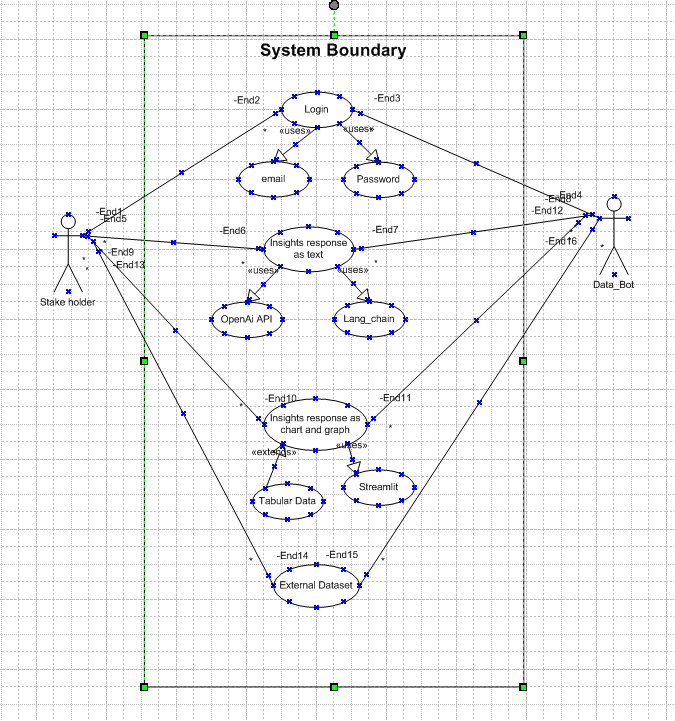 System Boundary
-End2
-End3
Login
*
«uses»
«uses»
email
Password
-End4
-End1
-End5
-End12
-End6
-End7
-End16
*
*
-End9
-End13
*
*
Insights response
as text
*
*
«uses»
«uses»
Stake holder
Data_Bot
OpenAi API
Lang_chain
-End10
-End11
*
*
Insights response as
chart and graph
«extends»
«uses»
Tabular Data
Streamlit
-End14
-End15
*
*
External Dataset